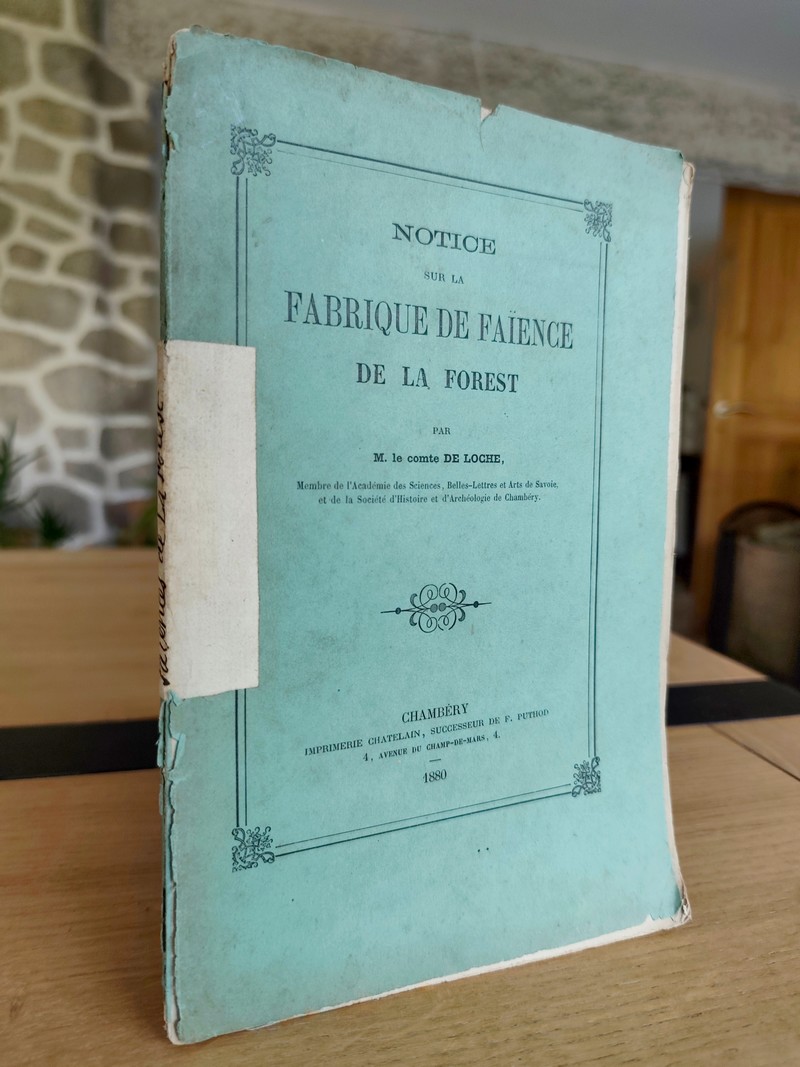 NOTICE
SUR LA
FABRIQUE DE FAÏENCE
DE LA FOREST
PAR
M. le comte DE LOCHE,
Membre de l'Académie des Sciences, Belles-Lettres et Arts de Savoie,
et de la Société d'Histoire et d'Archéologie de Chambéry.
CHAMBÉRY
IMPRIMERIE CHATELAIN, SUCCESSEUR DE F. PUTHOD
4, AVENUE DU CHAMP-DE-MARS, 4.
1880
de La